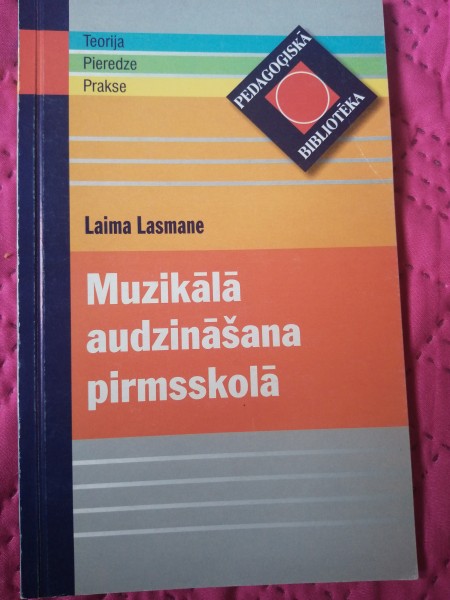 Teorija
Pieredze
Prakse
PEDAGOĢISKĀ
BIBLIOTĒKA
Laima Lasmane
Muzikālā
audzināšana
pirmsskolā